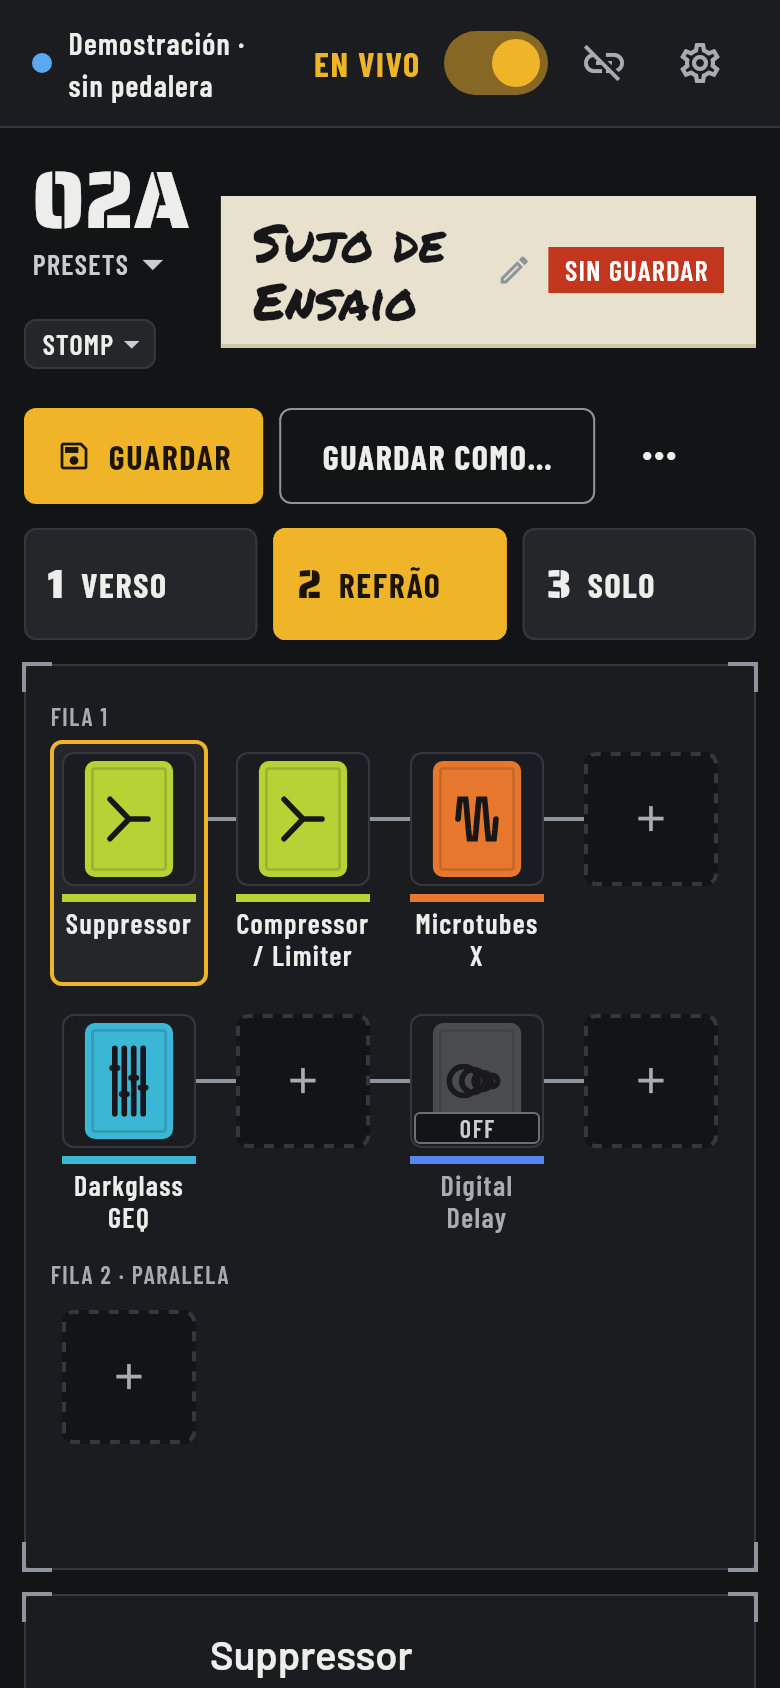 Demostración ·
sin pedalera
EN VIVO
02A
PRESETS
STOMP
SUJO DE
ENSAIO
SIN GUARDAR
GUARDAR
GUARDAR COMO...
1 VERSO
2 REFRÃO
3 SOLO
FILA 1
Suppressor
Compressor
/ Limiter
Microtubes
X
Darkglass
GEQ
OFF
Digital
Delay
FILA 2 · PARALELA
Suppressor